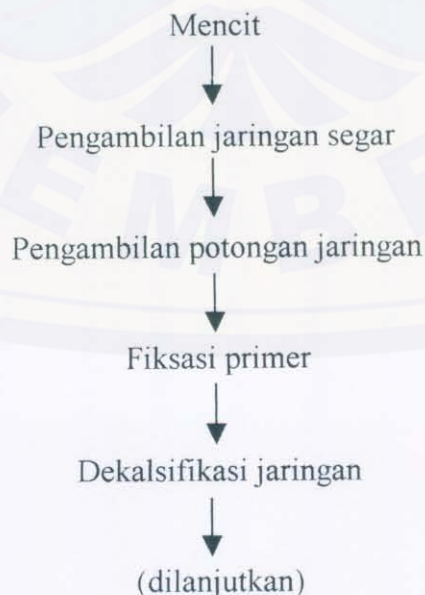 Mencit
Pengambilan jaringan segar
Pengambilan potongan jaringan
Fiksasi primer
Dekalsifikasi jaringan
(dilanjutkan)